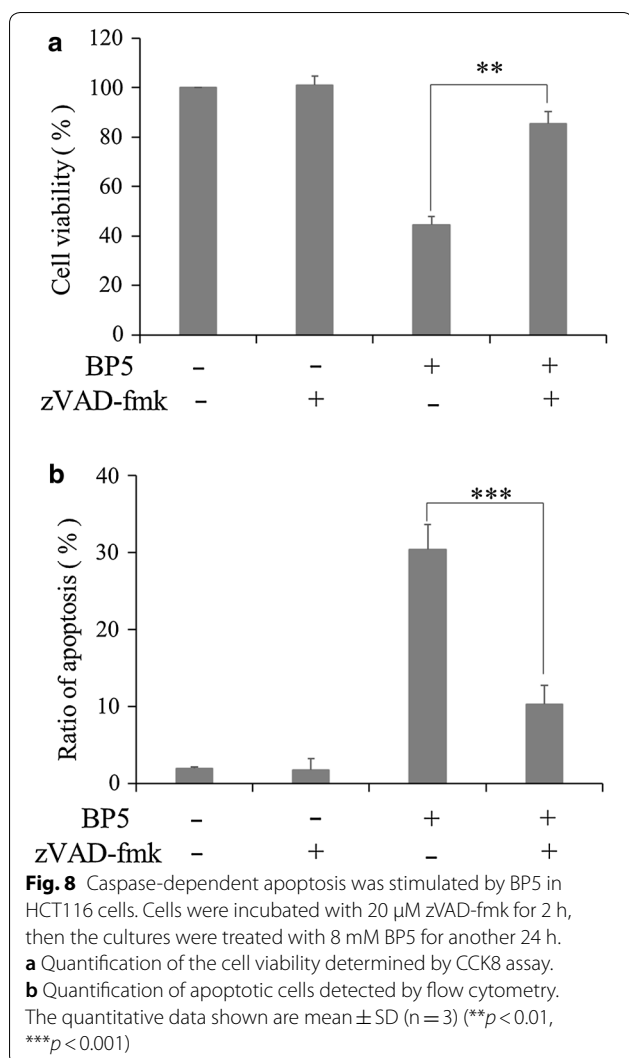 a
120
100
80
60
40
20
0
Cell viability ( % )
**
BP5 – – + +
zVAD-fmk – + – +
b
40
30
20
10
0
Ratio of apoptosis ( % )
***
BP5 – – + +
zVAD-fmk – + – +
Fig. 8 Caspase-dependent apoptosis was stimulated by BP5 in
HCT116 cells. Cells were incubated with 20 µM zVAD-fmk for 2 h,
then the cultures were treated with 8 mM BP5 for another 24 h.
a Quantification of the cell viability determined by CCK8 assay.
b Quantification of apoptotic cells detected by flow cytometry.
The quantitative data shown are mean ± SD (n = 3) (**p < 0.01,
***p < 0.001)